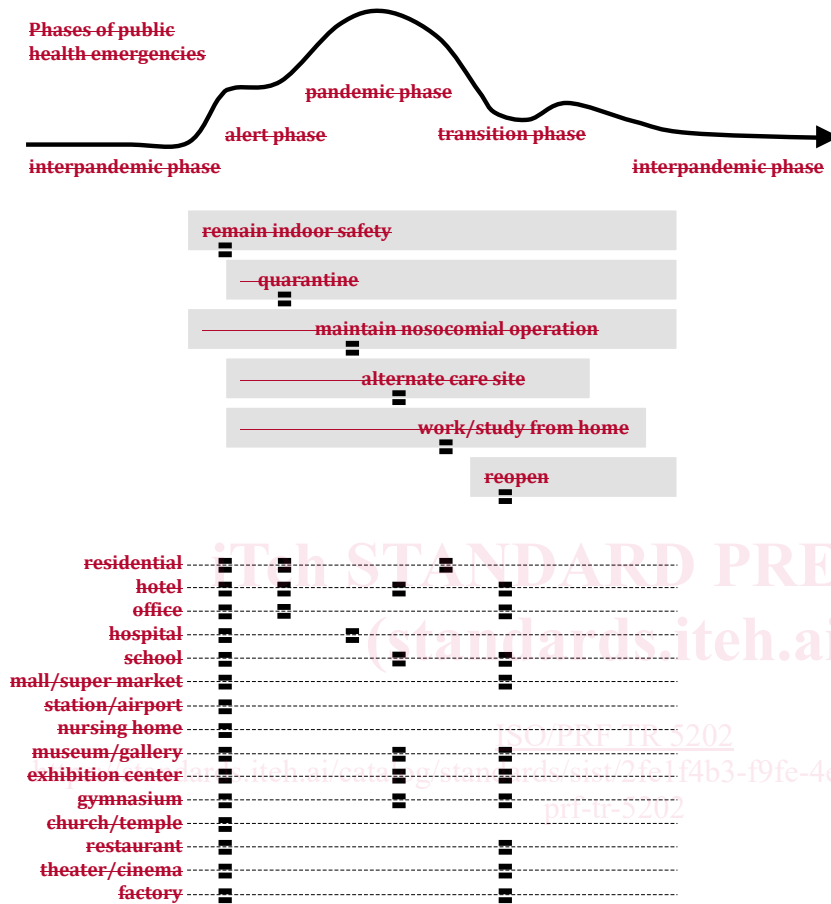 Phases of public
health emergencies
pandemic phase
alert phase
transition phase
interpandemic phase
interpandemic phase
remain indoor safety
quarantine
maintain nosocomial operation
alternate care site
work/study from home
reopen
iTeh STANDARD PRE
residential
hotel
office
(standards.iteh.ai
hospital
school
mall/super market
station/airport
nursing home
ISO/PRF TR 5202
museum/gallery
exhibition center
gymnasium
prf-tr-5202
church/temple
restaurant
theater/cinema
factory